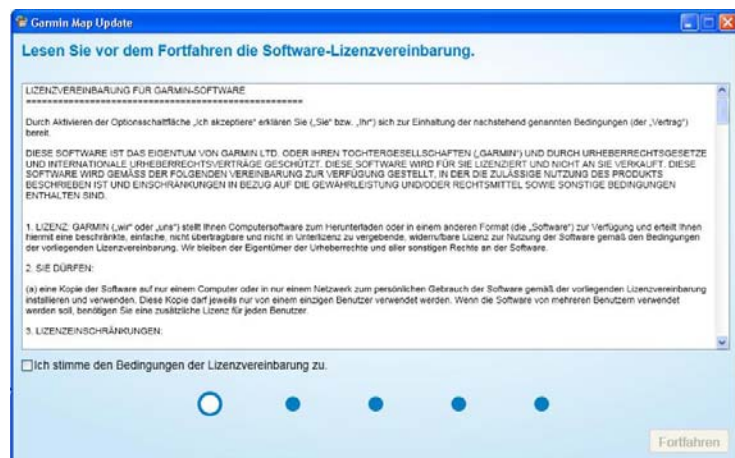 Garmin Map Update
Lesen Sie vor dem Fortfahren die Software-Lizenzvereinbarung.
LIZENZVEREINBARUNG FÜR GARMIN-SOFTWARE
=====================================================
Durch Aktivieren der Optionsschaltfläche „Ich akzeptiere“ erklären Sie („Sie“ bzw. „Ihr“) sich zur Einhaltung der nachstehend genannten Bedingungen (der „Vertrag“)
bereit.
DIESE SOFTWARE IST DAS EIGENTUM VON GARMIN LTD. ODER IHREN TOCHTERGESELLSCHAFTEN („GARMIN“) UND DURCH URHEBERRECHTSGESETZE
UND INTERNATIONALE URHEBERRECHTSVERTRÄGE GESCHÜTZT. DIESE SOFTWARE WIRD FÜR SIE LIZENZIERT UND NICHT AN SIE VERKAUFT. DIESE
SOFTWARE WIRD GEMÄSS DER FOLGENDEN VEREINBARUNG ZUR VERFÜGUNG GESTELLT, IN DER DIE ZULÄSSIGE NUTZUNG DES PRODUKTS
BESCHRIEBEN IST UND EINSCHRÄNKUNGEN IN BEZUG AUF DIE GEWÄHRLEISTUNG UND/ODER RECHTSMITTEL SOWIE SONSTIGE BEDINGUNGEN
ENTHALTEN SIND.
1. LIZENZ: GARMIN („wir“ oder „uns“) stellt Ihnen Computersoftware zum Herunterladen oder in einem anderen Format (die „Software“) zur Verfügung und erteilt Ihnen
hiermit eine beschränkte, einfache, nicht übertragbare und nicht in Unterlizenz zu vergebende, widerrufbare Lizenz zur Nutzung der Software gemäß den Bedingungen
der vorliegenden Lizenzvereinbarung. Wir bleiben der Eigentümer der Urheberrechte und aller sonstigen Rechte an der Software.
2. SIE DÜRFEN:
(a) eine Kopie der Software auf nur einem Computer oder in nur einem Netzwerk zum persönlichen Gebrauch der Software gemäß der vorliegenden Lizenzvereinbarung
installieren und verwenden. Diese Kopie darf jeweils nur von einem einzigen Benutzer verwendet werden. Wenn die Software von mehreren Benutzern verwendet
werden soll, benötigen Sie eine zusätzliche Lizenz für jeden Benutzer.
3. LIZENZEINSCHRÄNKUNGEN:
Ich stimme den Bedingungen der Lizenzvereinbarung zu.
Fortfahren